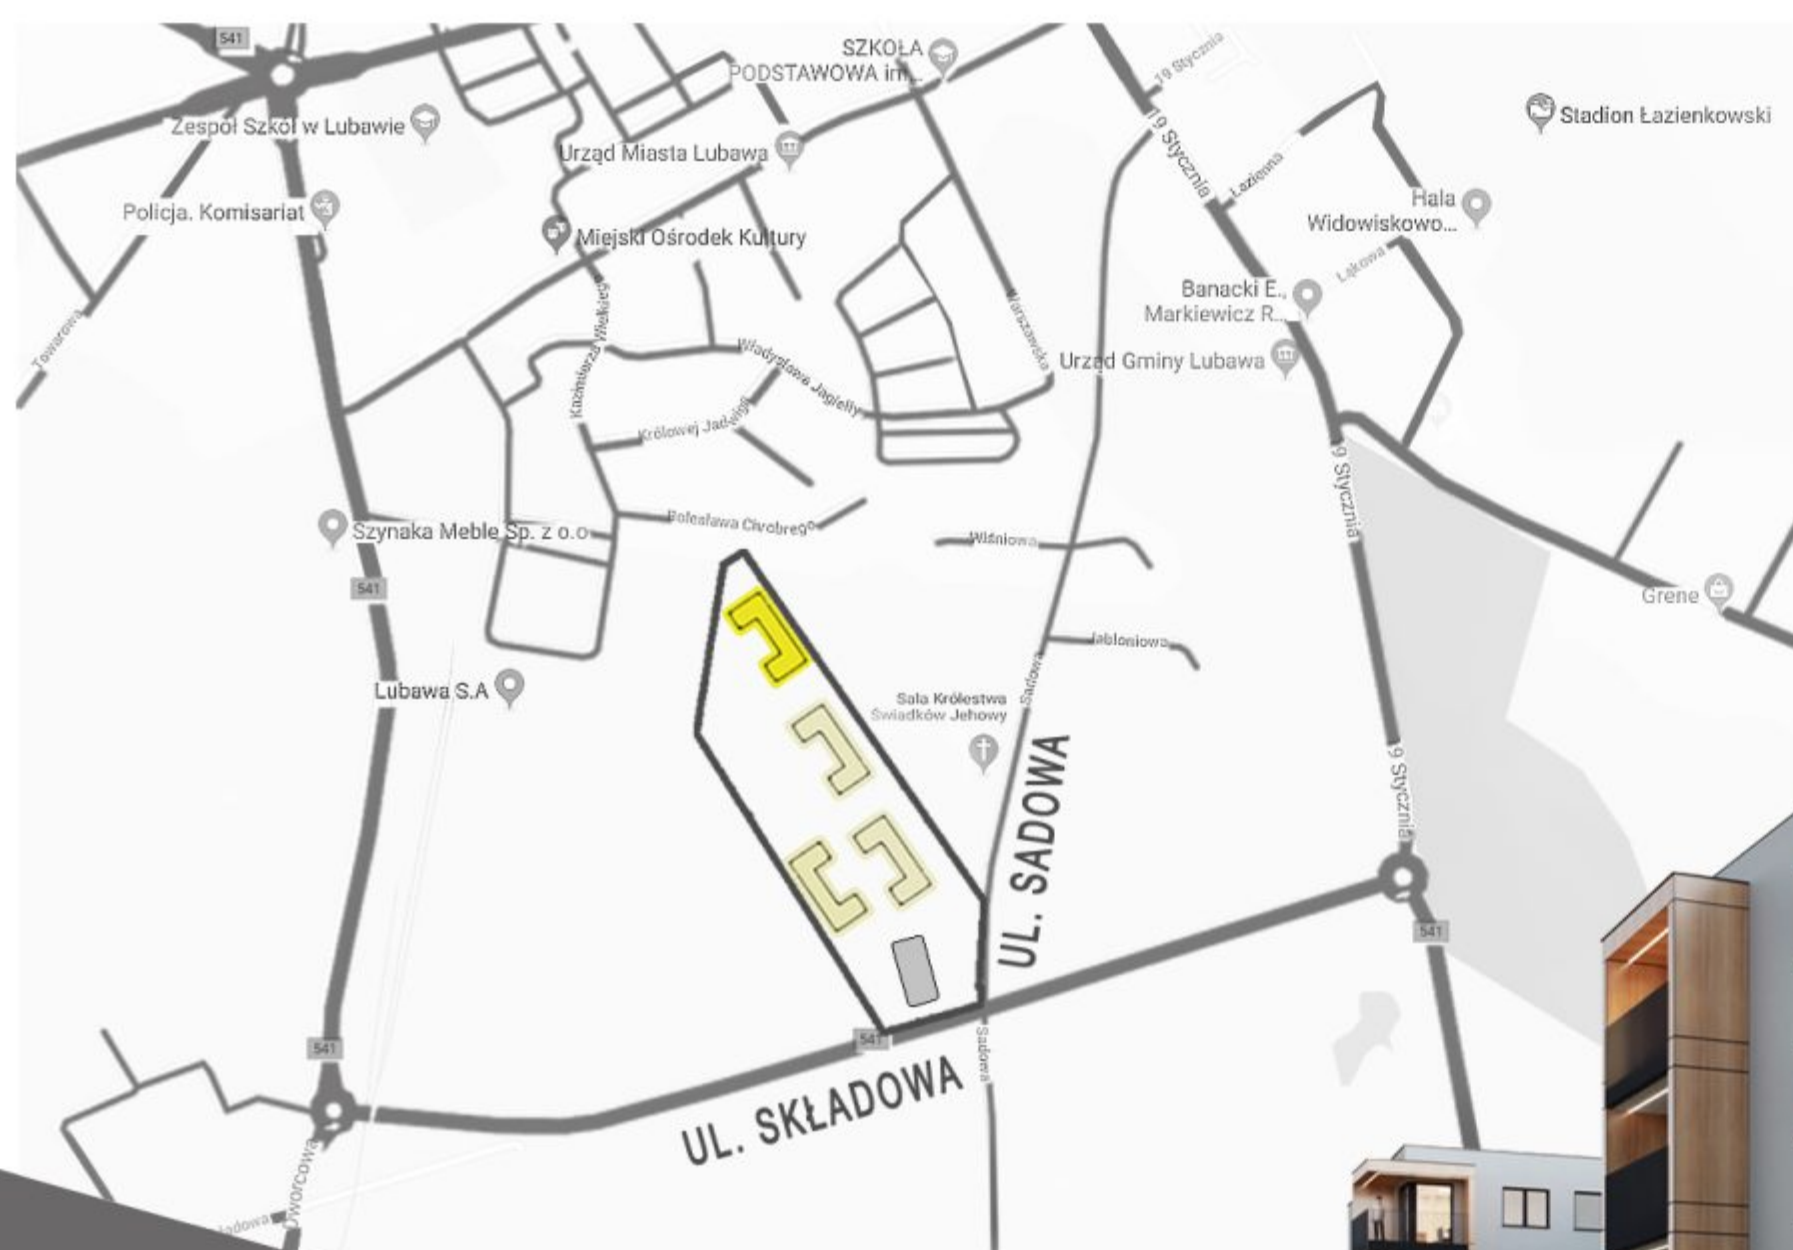 541
SZKOŁA
PODSTAWOWA im...
19 Stycznia
Zespół Szkół w Lubawie
Stadion Łazienkowski
Urząd Miasta Lubawa
19 Stycznia
Łazienna
Policja. Komisariat
Hala
Widowiskowo...
Miejski Ośrodek Kultury
Łąkowa
Kazimierza Wielkiego
Banacki E.,
Markiewicz R...
Warszawska
Towarowa
Władysława Jagiełły
Urząd Gminy Lubawa
Królowej Jadwigi
19 Stycznia
Bolesława Chrobrego
Szynaka Meble Sp. z o.o
Wiśniowa
541
Grene
Jabłoniowa
Sadowa
Lubawa S.A
Sala Królestwa
Świadków Jehowy
19 Stycznia
UL. SADOWA
541
541
541
Sadowa
UL. SKŁADOWA
Dworcowa